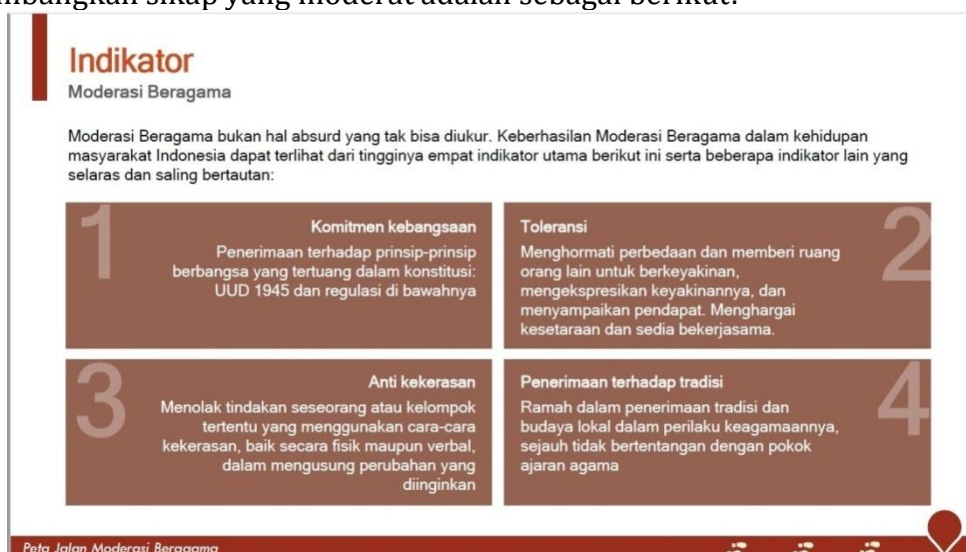 yang moderat adalah sebagai berikut:
Indikator
Moderasi Beragama
Moderasi Beragama bukan hal absurd yang tak bisa diukur. Keberhasilan Moderasi Beragama dalam kehidupan
masyarakat Indonesia dapat terlihat dari tingginya empat indikator utama berikut ini serta beberapa indikator lain yang
selaras dan saling bertautan:
1
Komitmen kebangsaan
Penerimaan terhadap prinsip-prinsip
berbangsa yang tertuang dalam konstitusi:
UUD 1945 dan regulasi di bawahnya
2
Toleransi
Menghormati perbedaan dan memberi ruang
orang lain untuk berkeyakinan,
mengekspresikan keyakinannya, dan
menyampaikan pendapat. Menghargai
kesetaraan dan sedia bekerjasama.
3
Anti kekerasan
Menolak tindakan seseorang atau kelompok
tertentu yang menggunakan cara-cara
kekerasan, baik secara fisik maupun verbal,
dalam mengusung perubahan yang
diinginkan
4
Penerimaan terhadap tradisi
Ramah dalam penerimaan tradisi dan
budaya lokal dalam perilaku keagamaannya,
sejauh tidak bertentangan dengan pokok
ajaran agama
Peta Jalan Moderasi Beragama